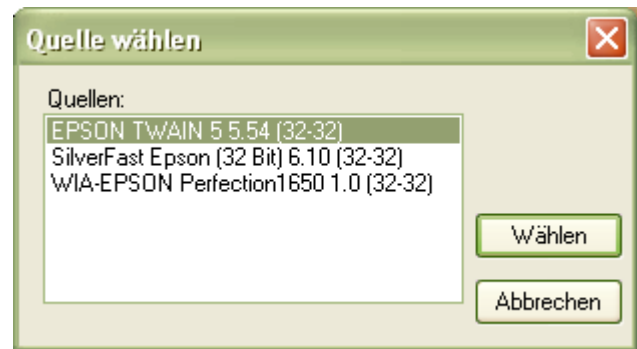 Quelle wählen
Quellen:
EPSON TWAIN 5 5.54 (32-32)
SilverFast Epson (32 Bit) 6.10 (32-32)
WIA-EPSON Perfection1650 1.0 (32-32)
Wählen
Abbrechen